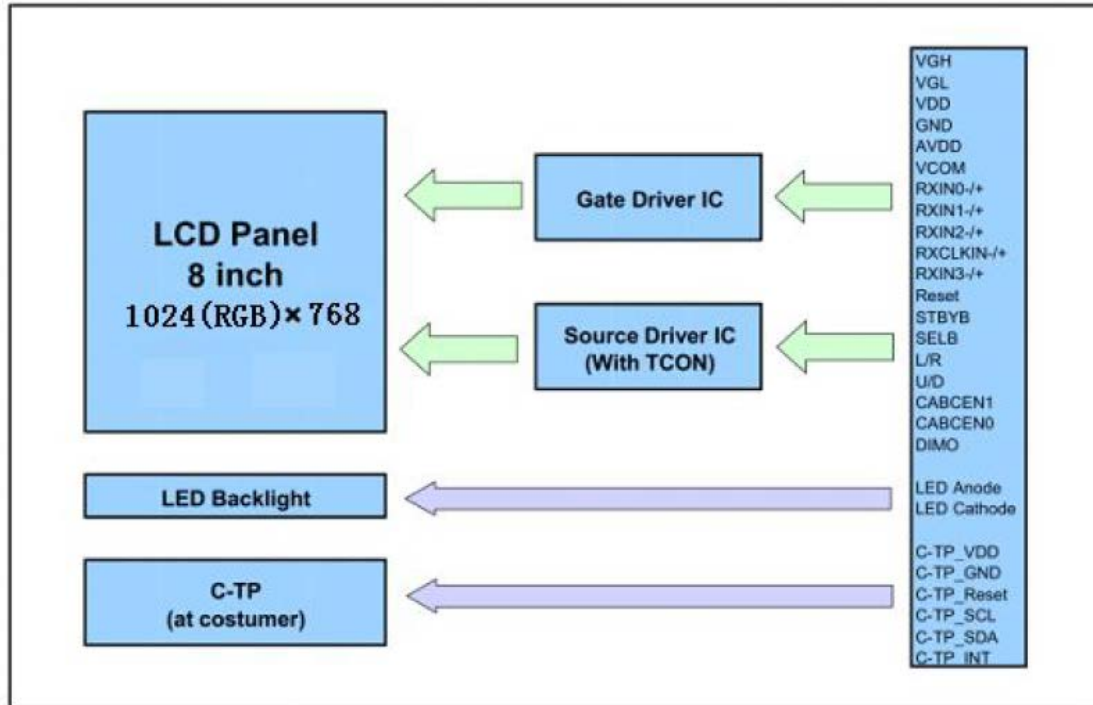 LCD Panel
8 inch
1024(RGB)×768
Gate Driver IC
Source Driver IC
(With TCON)
LED Backlight
C-TP
(at costumer)
VGH
VGL
VDD
GND
AVDD
VCOM
RXIN0-/+
RXIN1-/+
RXIN2-/+
RXCLKIN-/+
RXIN3-/+
Reset
STBYB
SELB
L/R
U/D
CABCEN1
CABCEN0
DIMO
LED Anode
LED Cathode
C-TP_VDD
C-TP_GND
C-TP_Reset
C-TP_SCL
C-TP_SDA
C-TP_INT